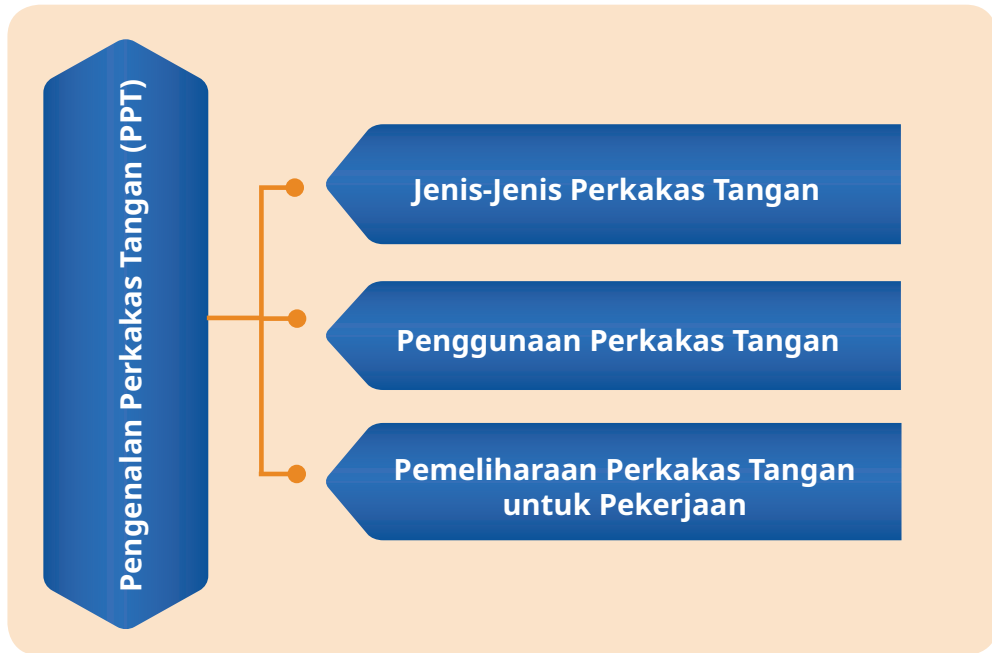 Pengenalan Perkakas Tangan (PPT)
Jenis-Jenis Perkakas Tangan
Penggunaan Perkakas Tangan
Pemeliharaan Perkakas Tangan
untuk Pekerjaan